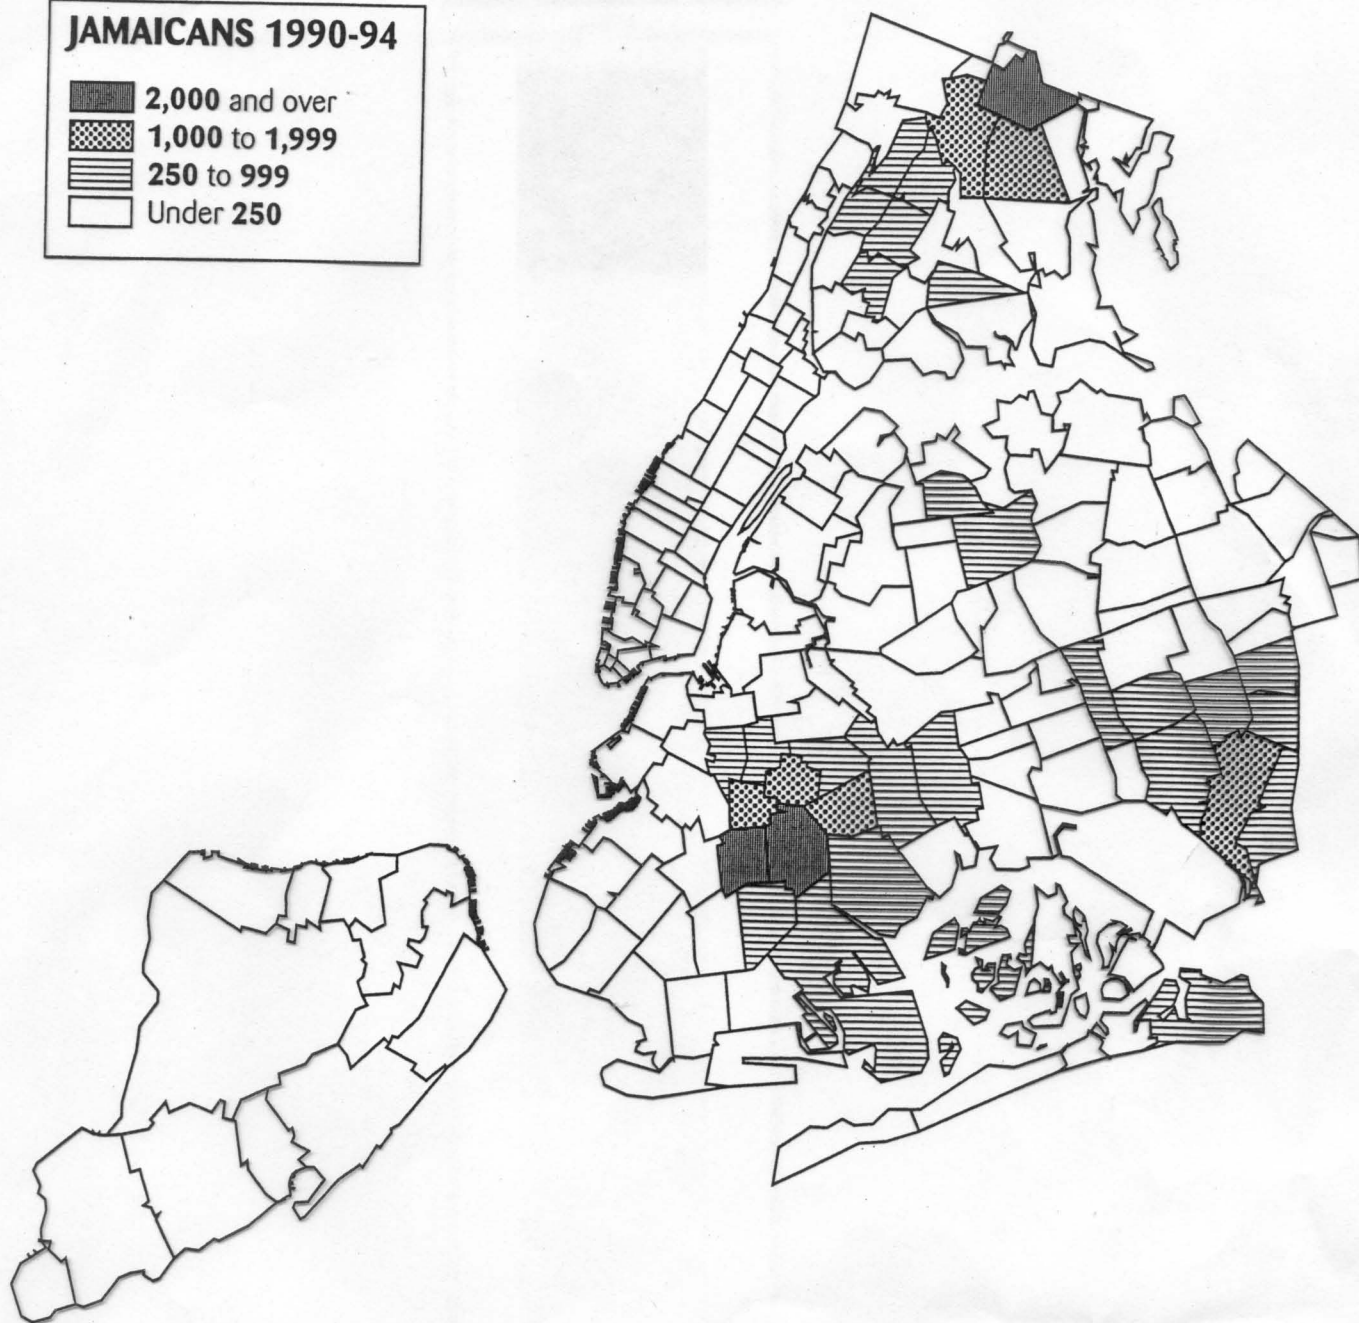 JAMAICANS 1990-94
2,000 and over
1,000 to 1,999
250 to 999
Under 250